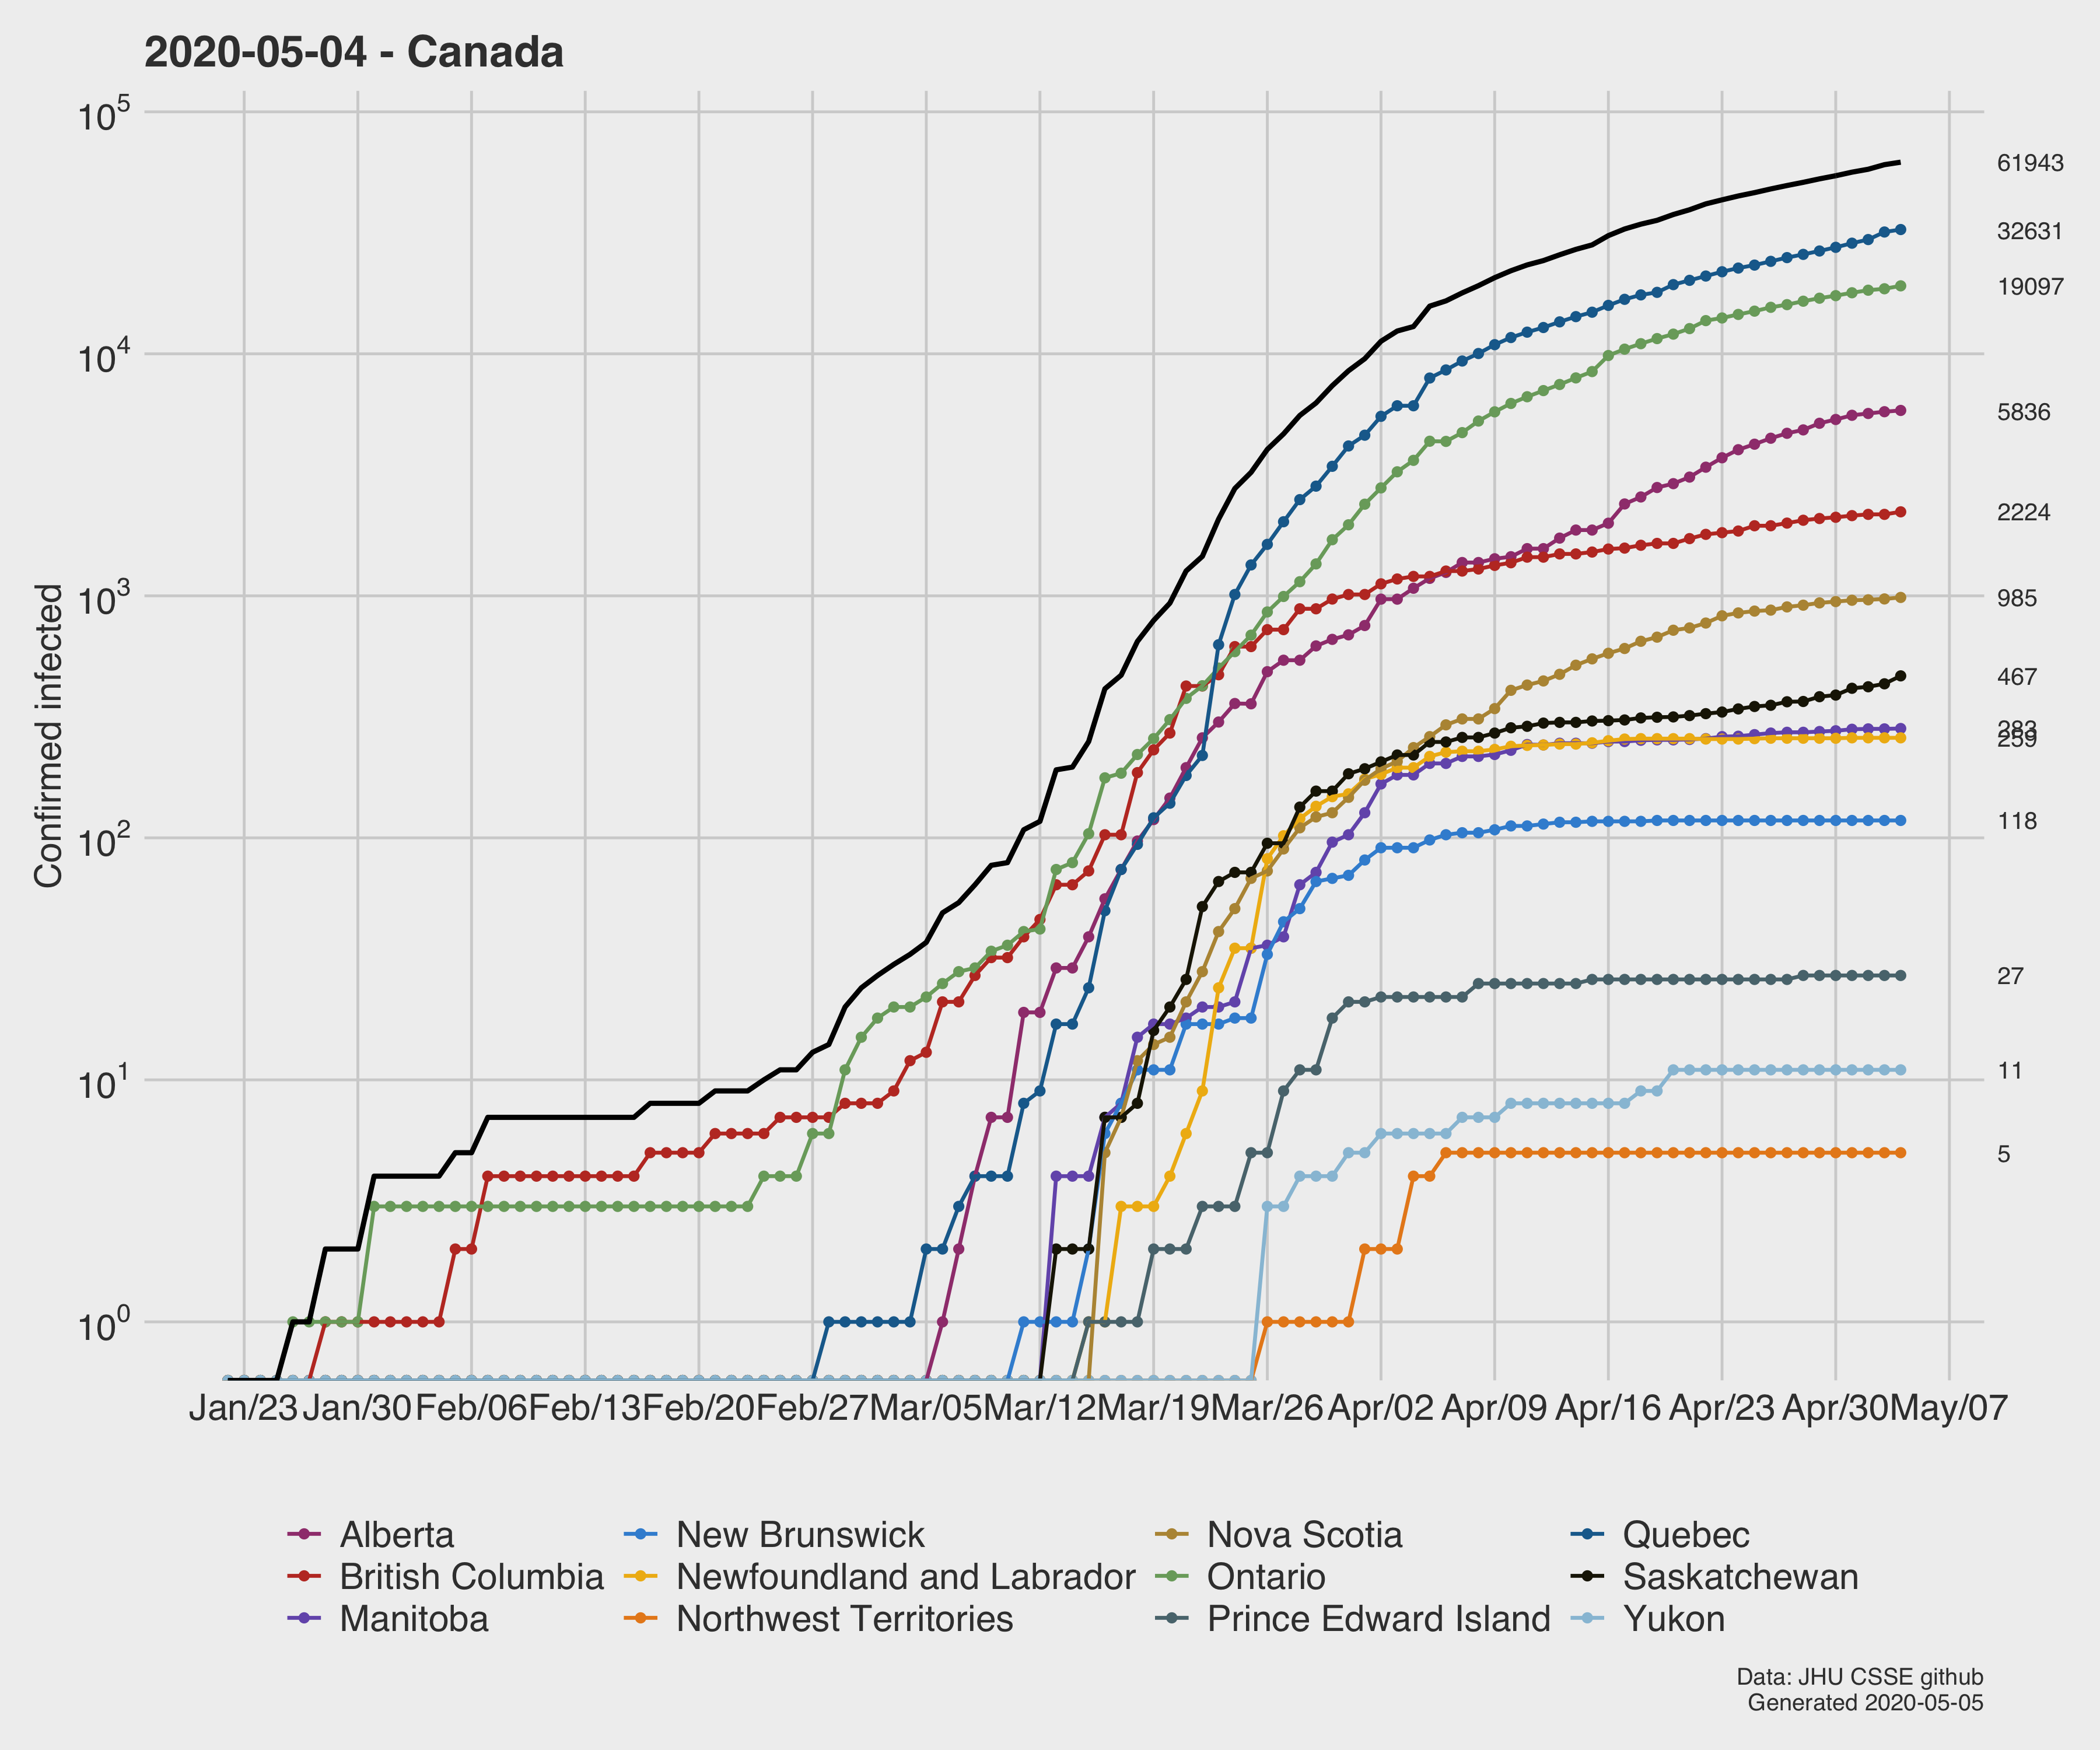 2020-05-04 - Canada
10^5
10^4
10^3
10^2
10^1
10^0
Confirmed infected
61943
32631
19097
5836
2224
985
467
259
118
27
11
5
Jan/23 Jan/30 Feb/06 Feb/13 Feb/20 Feb/27 Mar/05 Mar/12 Mar/19 Mar/26 Apr/02 Apr/09 Apr/16 Apr/23 Apr/30 May/07
Alberta New Brunswick Nova Scotia Quebec
British Columbia Newfoundland and Labrador Ontario Saskatchewan
Manitoba Northwest Territories Prince Edward Island Yukon
Data: JHU CSSE github
Generated 2020-05-05